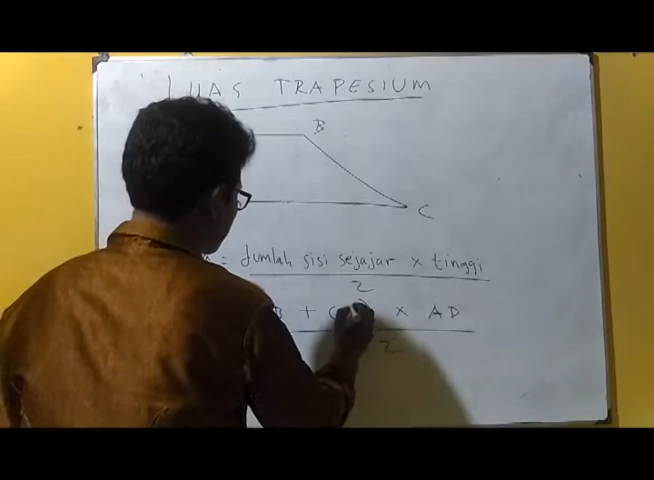 LUAS TRAPESIUM
B
C
= Jumlah sisi sejajar x tinggi
2
B + C x AD
2